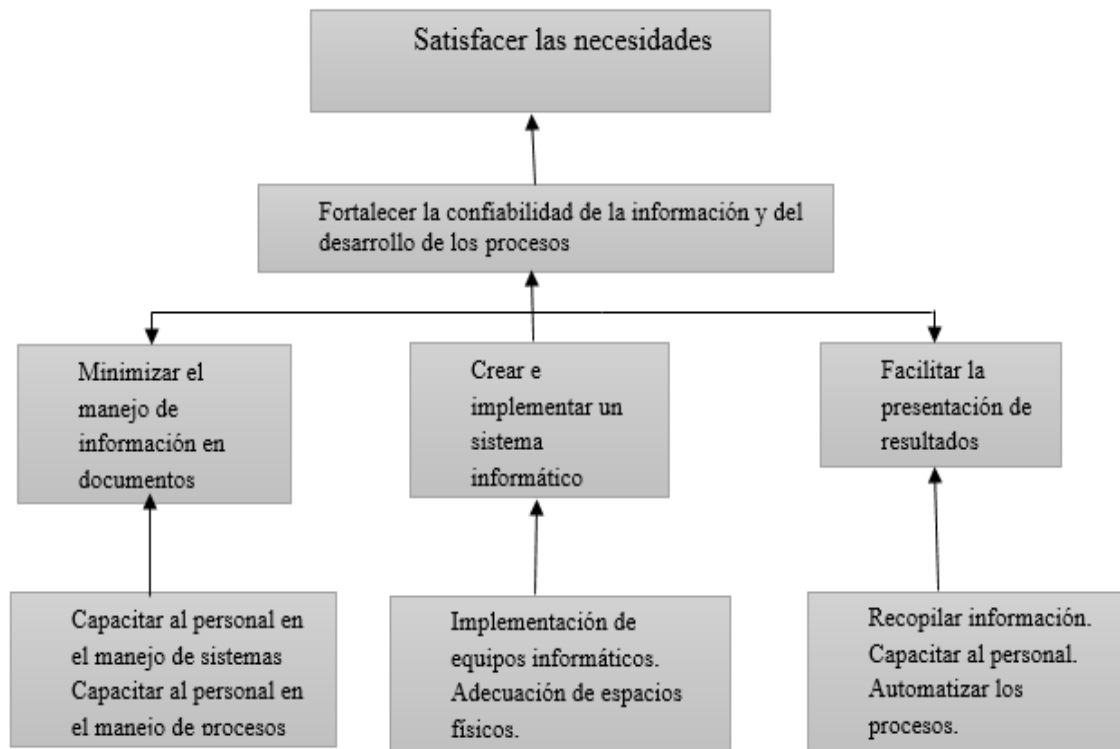 Satisfacer las necesidades
Fortalecer la confíabilidad de la información y del
desarrollo de los procesos
Minimizar el
manejo de
información en
documentos
Crear e
implementar un
sistema
informático
Facilitar la
presentación de
resultados
Capacitar al personal en
el manejo de sistemas
Capacitar al personal en
el manejo de procesos
Implementación de
equipos informáticos.
Adecuación de espacios
físicos.
Recopilar información.
Capacitar al personal.
Automatizar los
procesos.